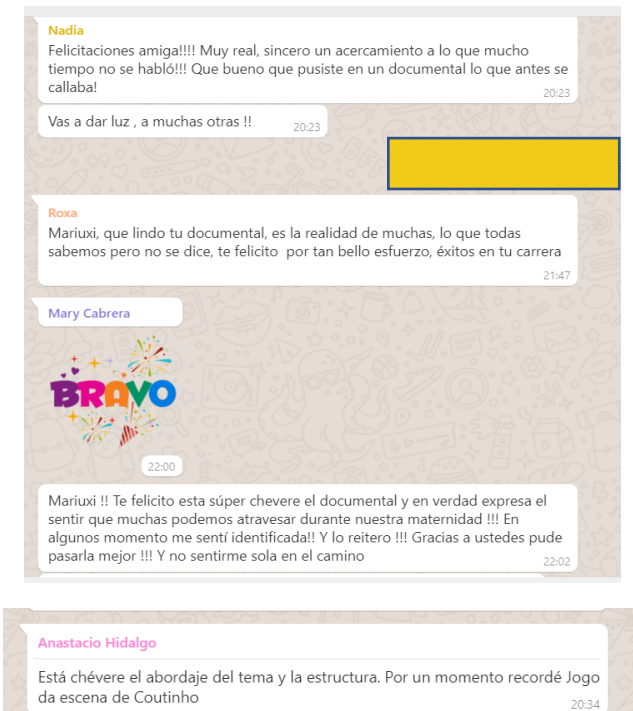 Nadia
Felicitaciones amiga!!!! Muy real, sincero un acercamiento a lo que mucho
tiempo no se habló!!! Que bueno que pusiste en un documental lo que antes se
callaba!
20:23
Vas a dar luz , a muchas otras !!
20:23
Roxa
Mariuxi, que lindo tu documental, es la realidad de muchas, lo que todas
sabemos pero no se dice, te felicito  por tan bello esfuerzo, éxitos en tu carrera
21:47
Mary Cabrera
BRAVO
22:00
Mariuxi !! Te felicito esta súper chevere el documental y en verdad expresa el
sentir que muchas podemos atravesar durante nuestra maternidad !!! En
algunos momento me sentí identificada!! Y lo reitero !!! Gracias a ustedes pude
pasarla mejor !!! Y no sentirme sola en el camino
22:02
Anastacio Hidalgo
Está chévere el abordaje del tema y la estructura. Por un momento recordé Jogo
da escena de Coutinho
20:34